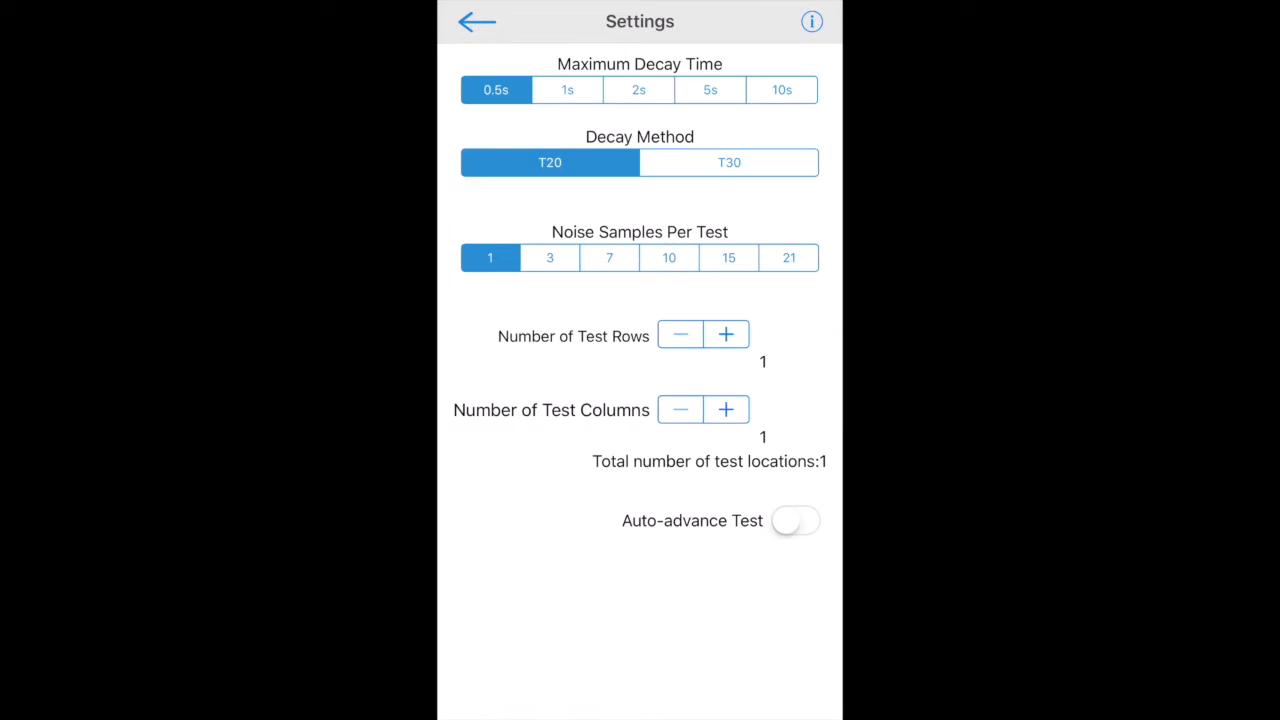 Settings
Maximum Decay Time
0.5s 1s 2s 5s 10s
Decay Method
T20 T30
Noise Samples Per Test
1 3 7 10 15 21
Number of Test Rows − +
1
Number of Test Columns − +
1
Total number of test locations:1
Auto-advance Test